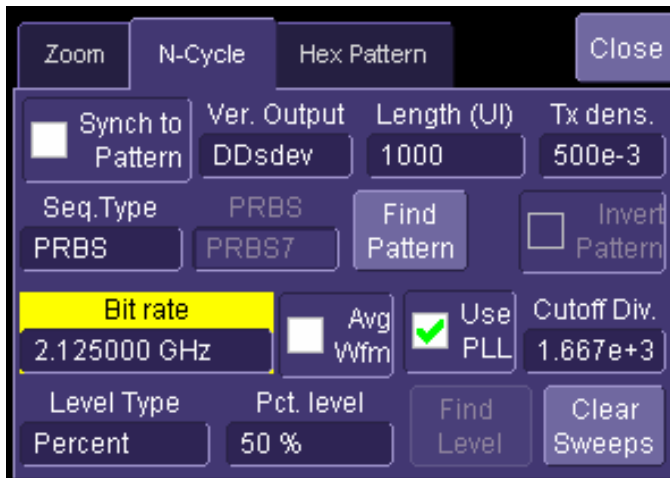 Zoom N-Cycle Hex Pattern Close
Synch to Pattern Ver. Output Length (UI) Tx dens.
DDsdev 1000 500e-3
Seq.Type PRBS Find Pattern Invert Pattern
PRBS PRBS7
Bit rate Avg Wfm Use PLL Cutoff Div.
2.125000 GHz 1.667e+3
Level Type Pct. level Find Level Clear Sweeps
Percent 50 %